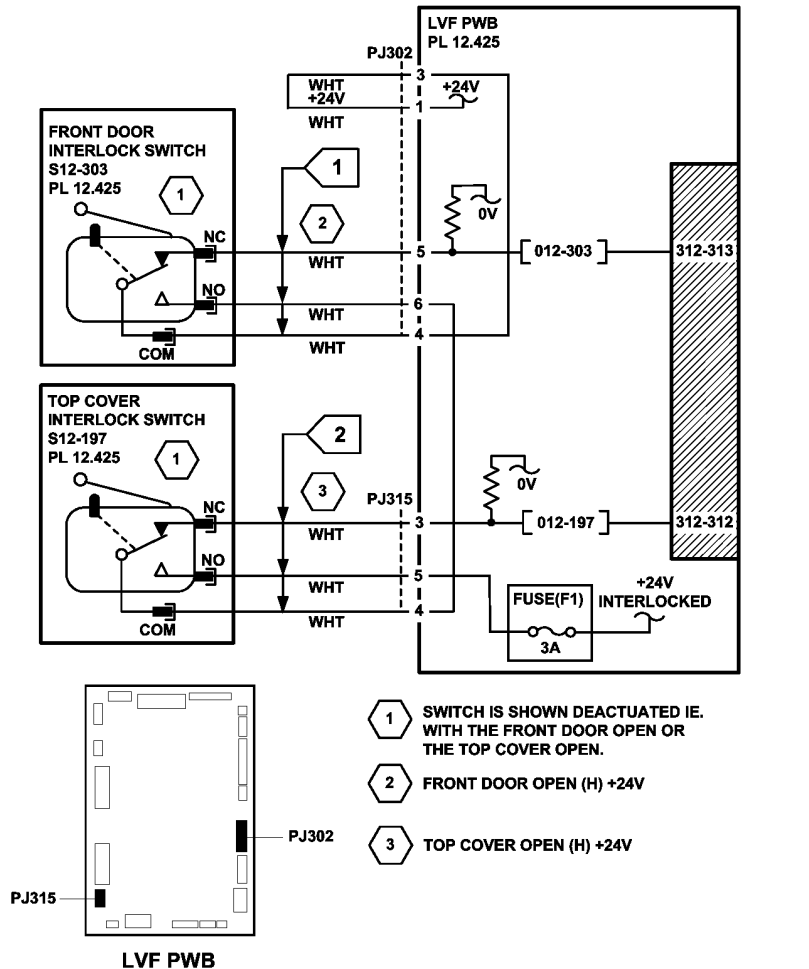 LVF PWB
PL 12.425
PJ302
3
WHT
+24V
+24V
1
WHT
FRONT DOOR
INTERLOCK SWITCH
S12-303
PL 12.425
1
1
2
0V
NC
5
012-303
312-313
WHT
NO
6
WHT
4
COM
WHT
TOP COVER
INTERLOCK SWITCH
S12-197
PL 12.425
1
2
3
0V
PJ315
NC
3
012-197
312-312
WHT
NO
5
WHT
FUSE(F1)
3A
+24V
INTERLOCKED
4
COM
WHT
1
SWITCH IS SHOWN DEACTUATED IE.
WITH THE FRONT DOOR OPEN OR
THE TOP COVER OPEN.
2
FRONT DOOR OPEN (H) +24V
3
TOP COVER OPEN (H) +24V
PJ302
PJ315
LVF PWB